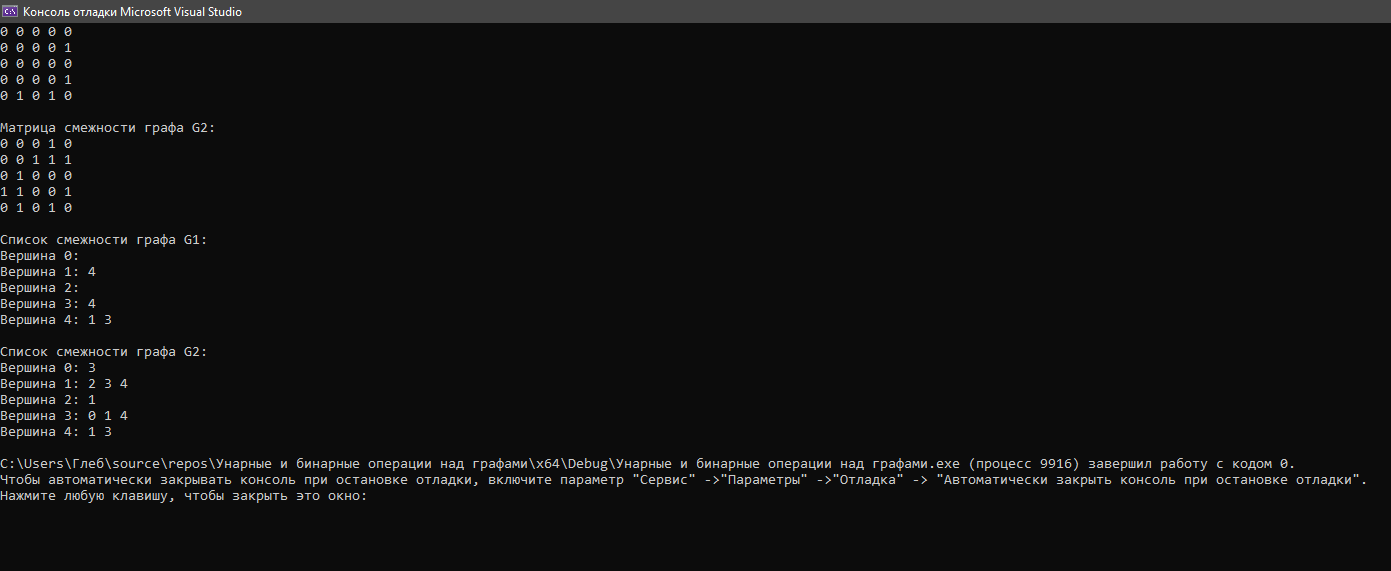 Консоль отладки Microsoft Visual Studio
0 0 0 0 0
0 0 0 0 1
0 0 0 0 0
0 0 0 0 1
0 1 0 1 0
Матрица смежности графа G2:
0 0 0 1 0
0 0 1 1 1
0 1 0 0 0
1 1 0 0 1
0 1 0 1 0
Список смежности графа G1:
Вершина 0:
Вершина 1: 4
Вершина 2:
Вершина 3: 4
Вершина 4: 1 3
Список смежности графа G2:
Вершина 0: 3
Вершина 1: 2 3 4
Вершина 2: 1
Вершина 3: 0 1 4
Вершина 4: 1 3
C:\Users\Глеб\source\repos\Унарные и бинарные операции над графами\x64\Debug\Унарные и бинарные операции над графами.exe (процесс 9916) завершил работу с кодом 0.
Чтобы автоматически закрывать консоль при остановке отладки, включите параметр "Сервис" ->"Параметры" ->"Отладка" -> "Автоматически закрыть консоль при остановке отладки".
Нажмите любую клавишу, чтобы закрыть это окно: